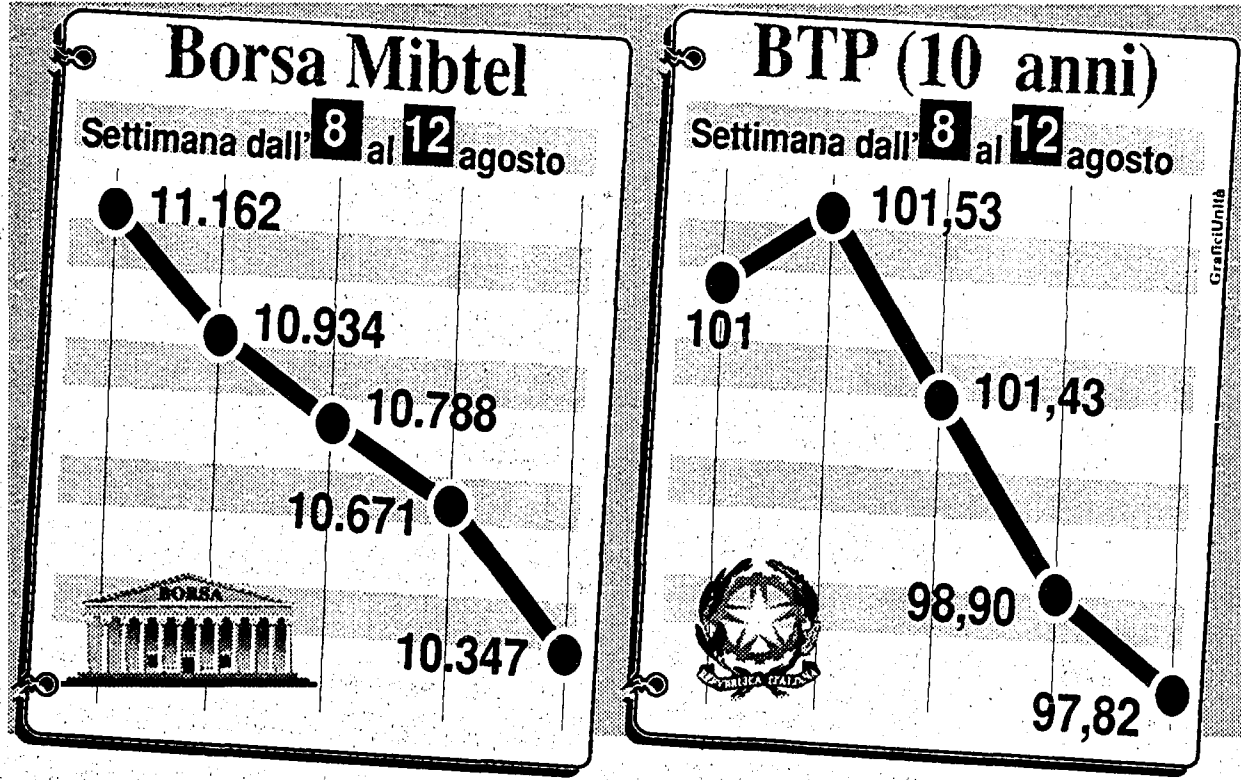 Borsa Mibtel
Settimana dall' 8 al 12 agosto
11.162
10.934
10.788
10.671
10.347
BORSA
BTP (10 anni)
Settimana dall' 8 al 12 agosto
101
101,53
101,43
98,90
97,82
REPVBBLICA ITALIANA
GraficiUnità